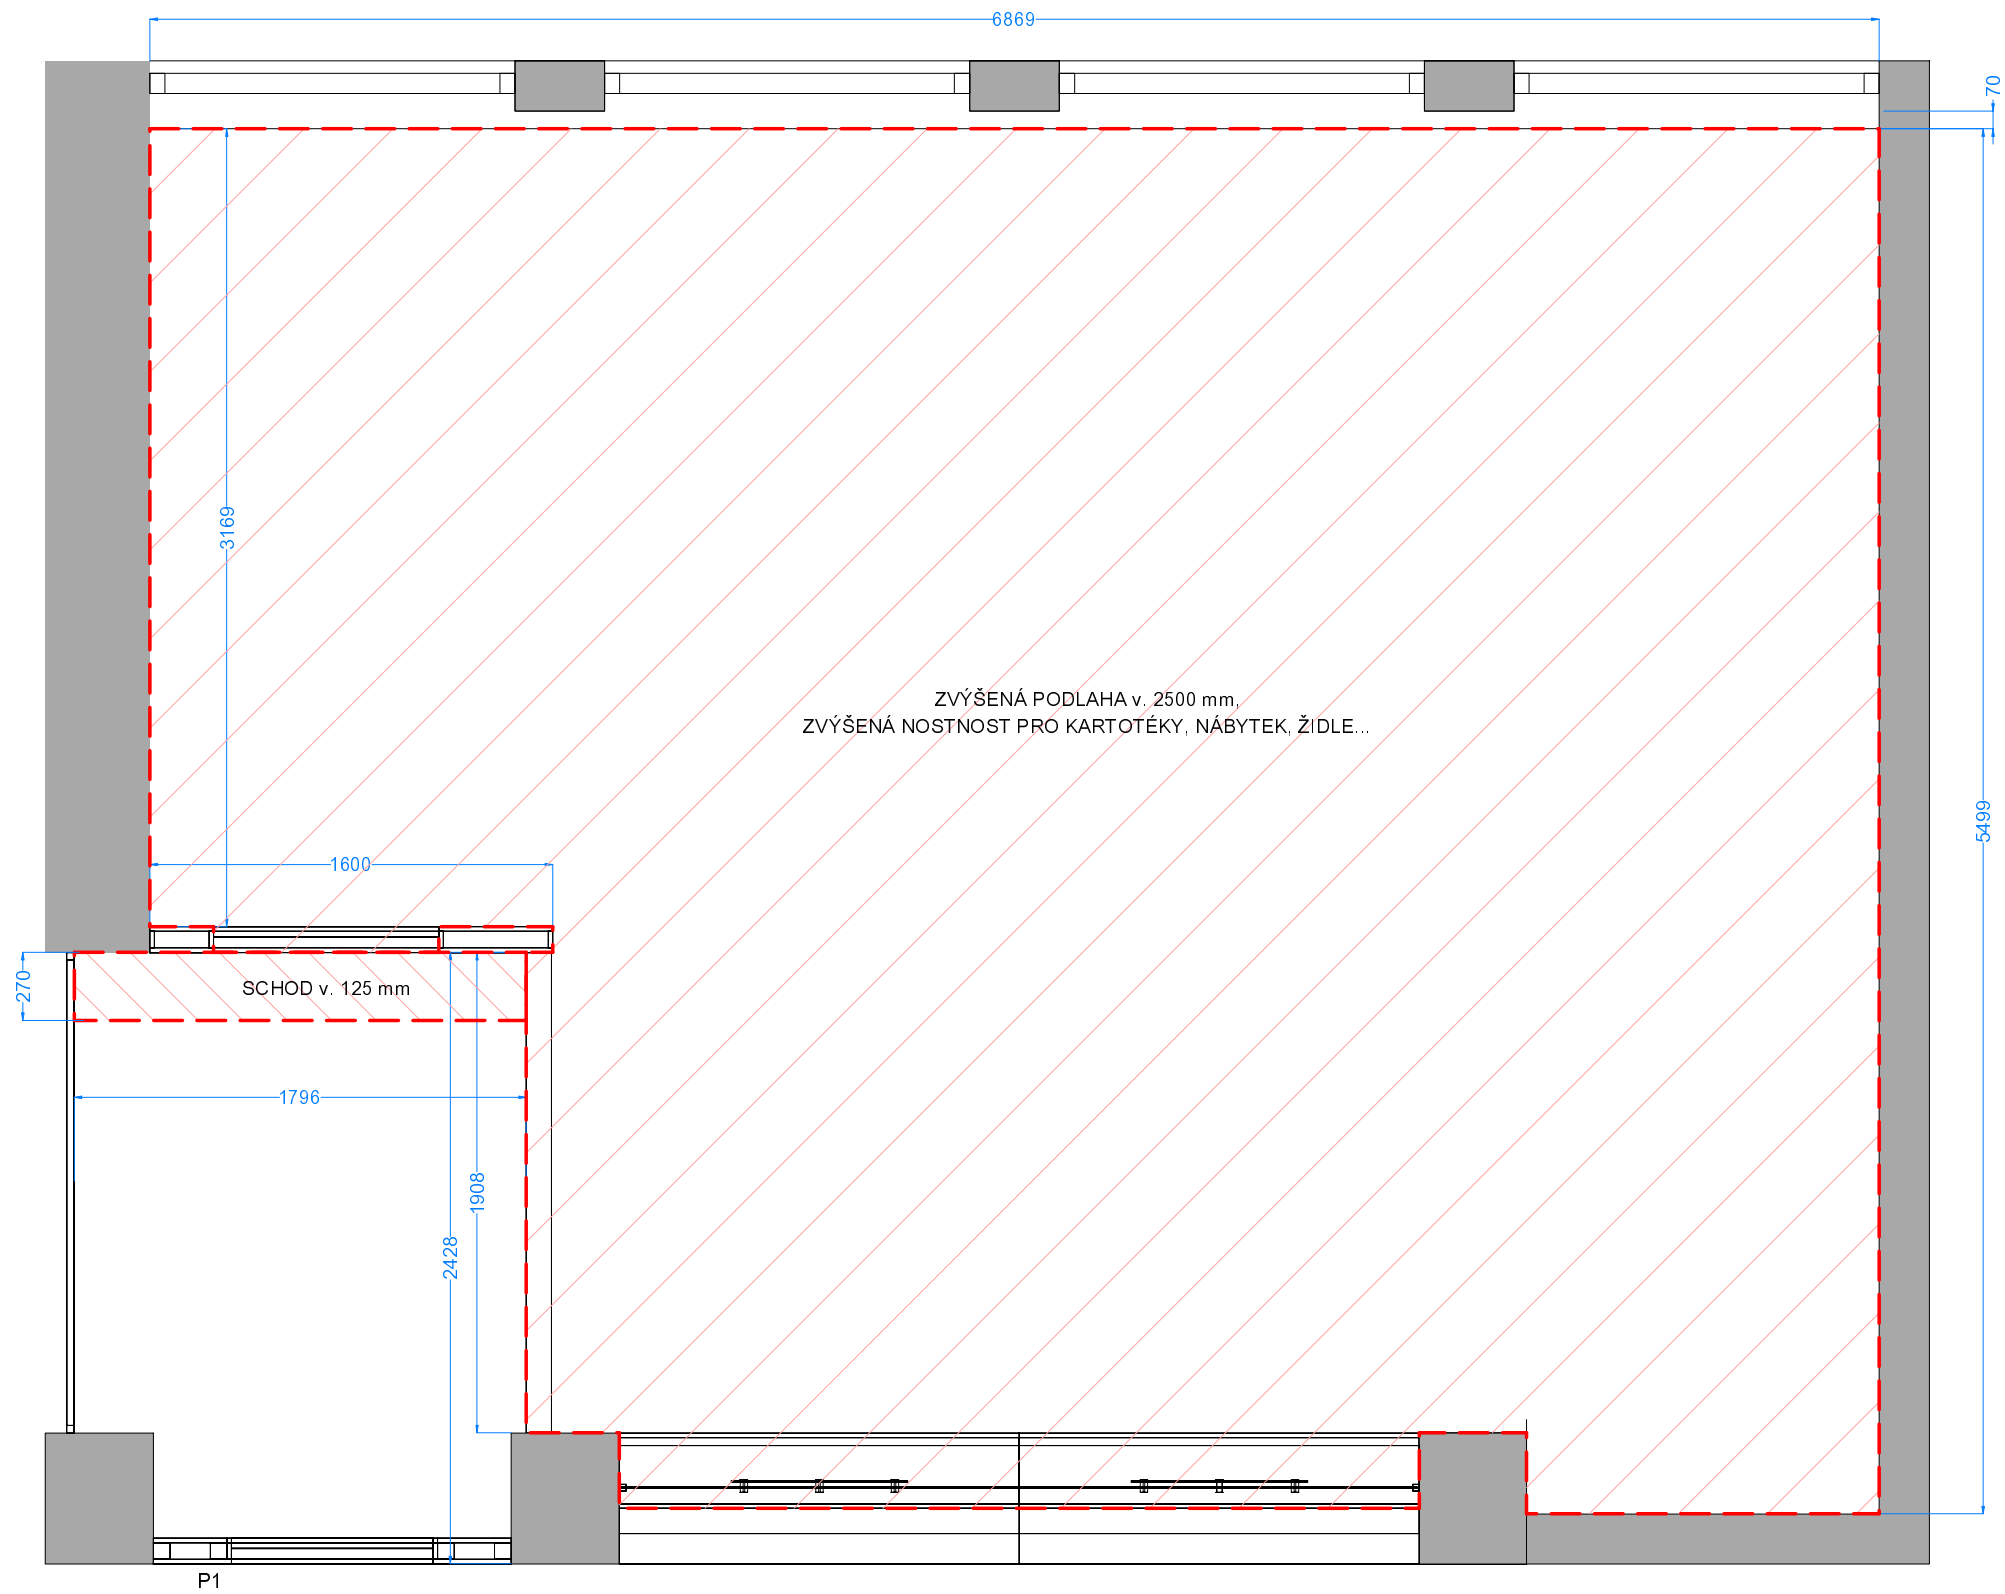 6869
70
3169
ZVÝŠENÁ PODLAHA v. 2500 mm,
ZVÝŠENÁ NOSTNOST PRO KARTOTÉKY, NÁBYTEK, ŽIDLE...
5499
1600
270
SCHOD v. 125 mm
1796
1908
2428
P1